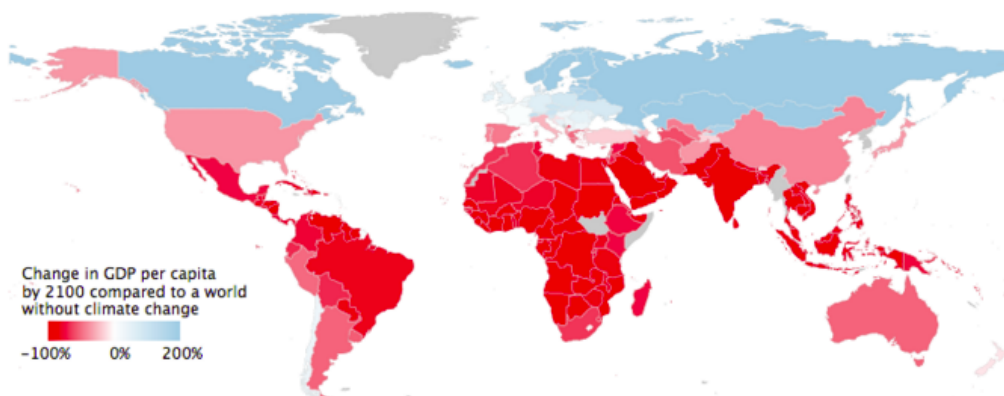 Change in GDP per capita
by 2100 compared to a world
without climate change
-100% 0% 200%